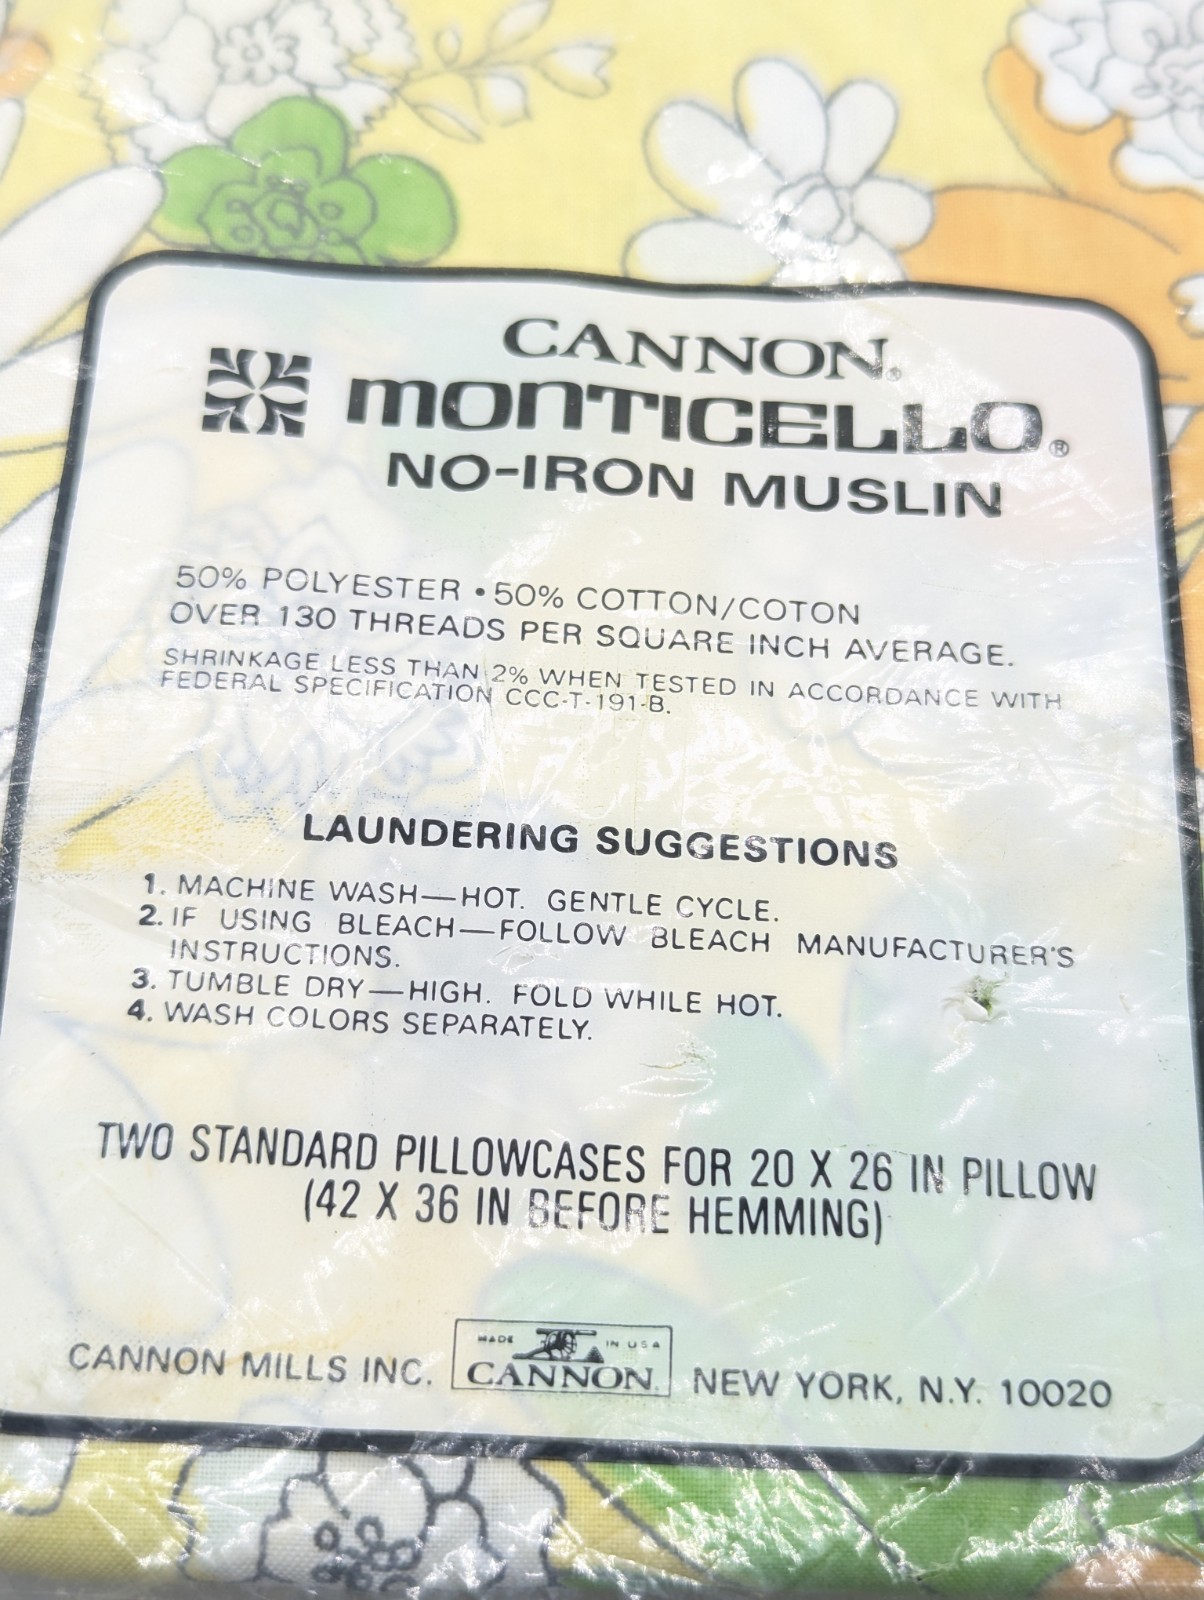 CANNON®
MONTICELLO®
NO-IRON MUSLIN
50% POLYESTER • 50% COTTON/COTON
OVER 130 THREADS PER SQUARE INCH AVERAGE.
SHRINKAGE LESS THAN 2% WHEN TESTED IN ACCORDANCE WITH
FEDERAL SPECIFICATION CCC-T-191-B.
LAUNDERING SUGGESTIONS
1. MACHINE WASH—HOT. GENTLE CYCLE.
2. IF USING BLEACH—FOLLOW BLEACH MANUFACTURER'S
INSTRUCTIONS.
3. TUMBLE DRY—HIGH. FOLD WHILE HOT.
4. WASH COLORS SEPARATELY.
TWO STANDARD PILLOWCASES FOR 20 X 26 IN PILLOW
(42 X 36 IN BEFORE HEMMING)
MADE IN USA
CANNON MILLS INC. CANNON® NEW YORK, N.Y. 10020